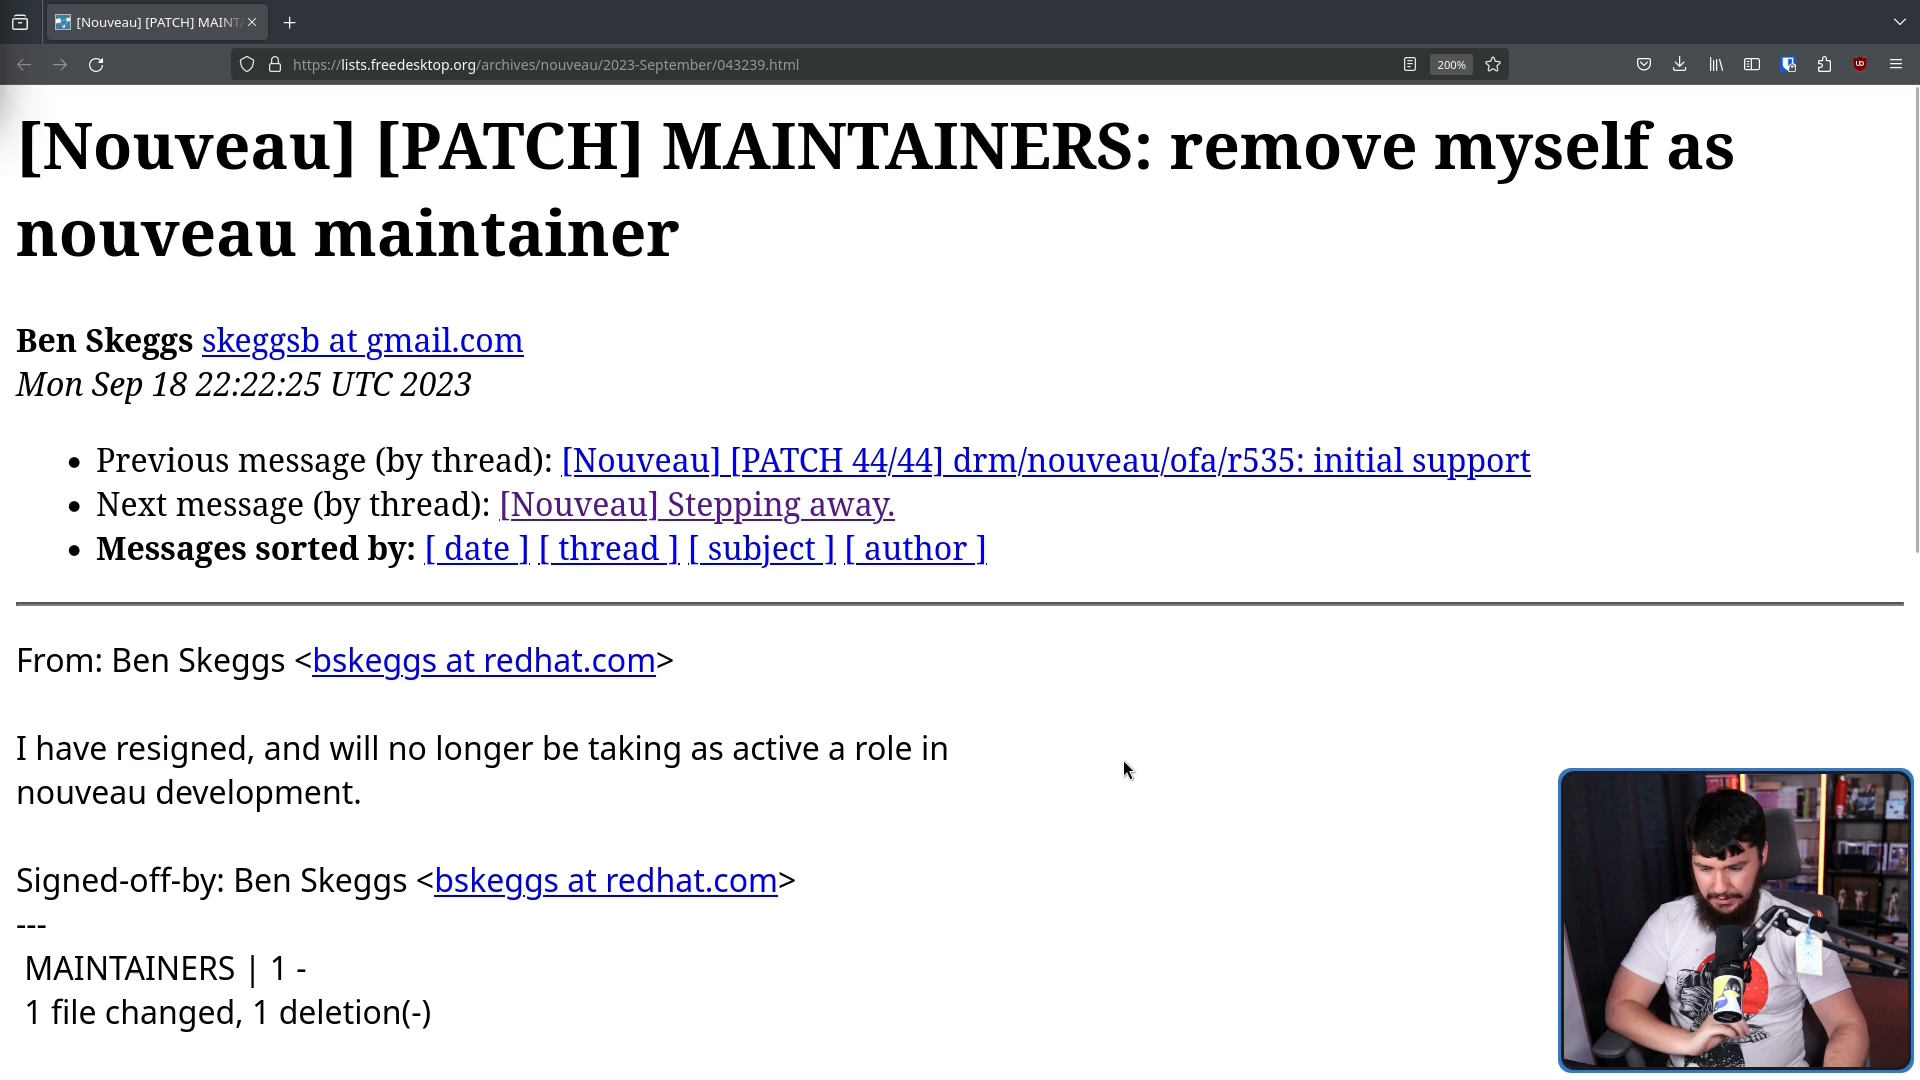 [Nouveau] [PATCH] MAINT
https://lists.freedesktop.org/archives/nouveau/2023-September/043239.html
200%
[Nouveau] [PATCH] MAINTAINERS: remove myself as
nouveau maintainer
Ben Skeggs skeggsb at gmail.com
Mon Sep 18 22:22:25 UTC 2023
• Previous message (by thread): [Nouveau] [PATCH 44/44] drm/nouveau/ofa/r535: initial support
• Next message (by thread): [Nouveau] Stepping away.
• Messages sorted by: [ date ] [ thread ] [ subject ] [ author ]
From: Ben Skeggs <bskeggs at redhat.com>
I have resigned, and will no longer be taking as active a role in
nouveau development.
Signed-off-by: Ben Skeggs <bskeggs at redhat.com>
---
MAINTAINERS | 1 -
1 file changed, 1 deletion(-)